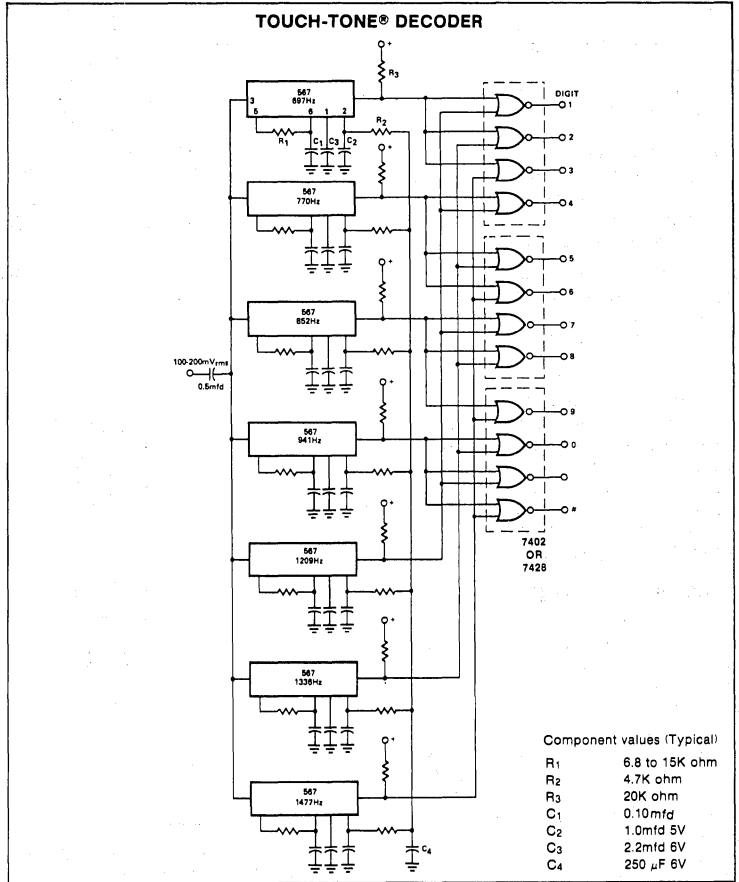 TOUCH-TONE® DECODER
+
R3
567
697Hz
3
5
6
1
2
R1
C1
C3
C2
R2
DIGIT
1
2
3
4
+
567
770Hz
5
6
7
8
+
567
852Hz
100-200mVrms
0.5mfd
+
567
941Hz
9
0
#
7402
OR
7428
+
567
1209Hz
+
567
1336Hz
+
567
1477Hz
C4
Component values (Typical)
R1 6.8 to 15K ohm
R2 4.7K ohm
R3 20K ohm
C1 0.10mfd
C2 1.0mfd 5V
C3 2.2mfd 6V
C4 250 μF 6V